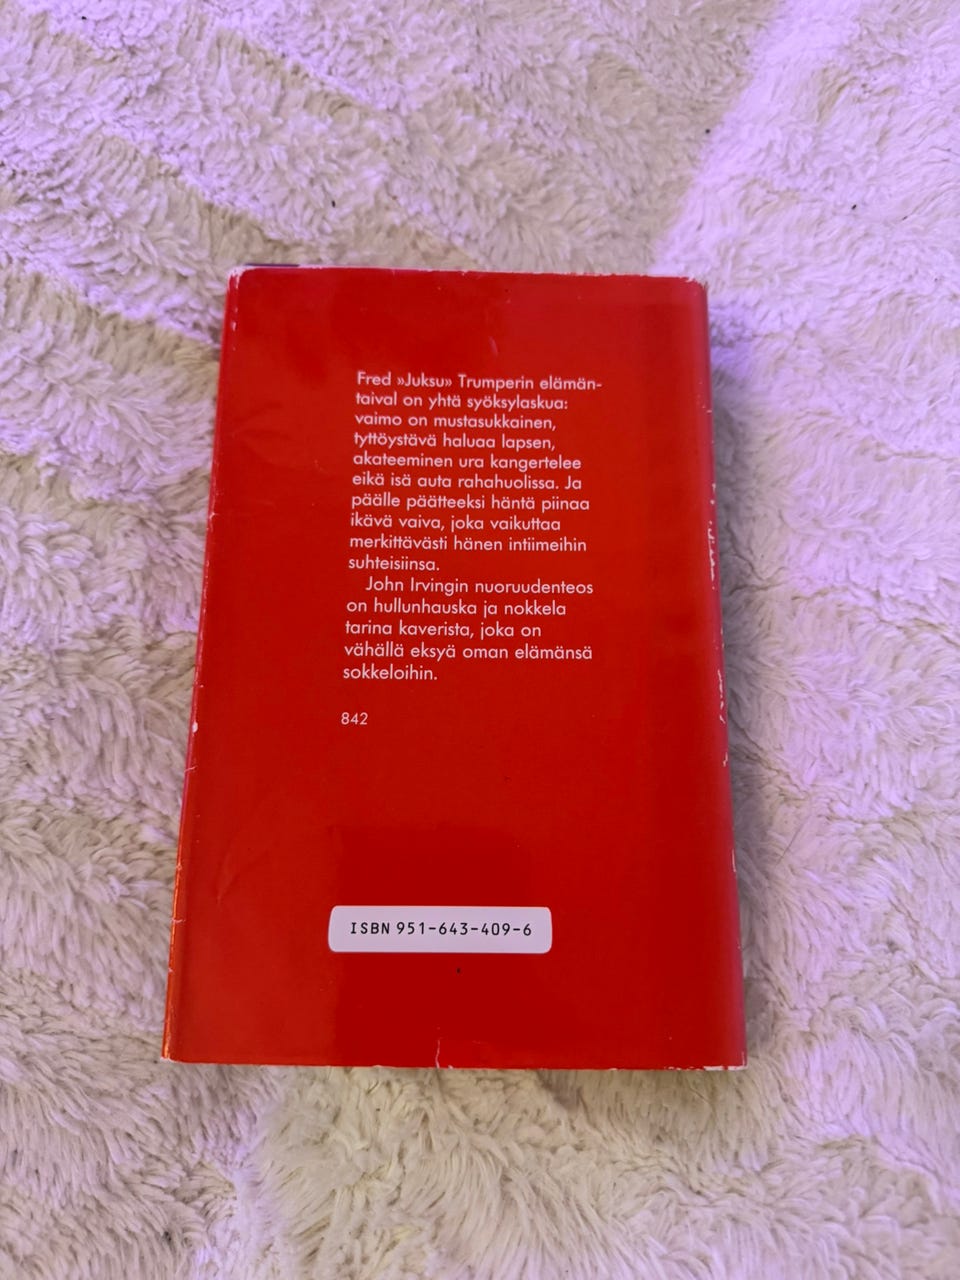 Fred »Juksu» Trumperin elämän-
taival on yhtä syöksylaskua:
vaimo on mustasukkainen,
tyttöystävä haluaa lapsen,
akateeminen ura kangertelee
eikä isä auta rahahuolissa. Ja
päälle päätteeksi häntä piinaa
ikävä vaiva, joka vaikuttaa
merkittävästi hänen intiimeihin
suhteisiinsa.
John Irvingin nuoruudenteos
on hullunhauska ja nokkela
tarina kaverista, joka on
vähällä eksyä oman elämänsä
sokkeloihin.
842
ISBN 951-643-409-6